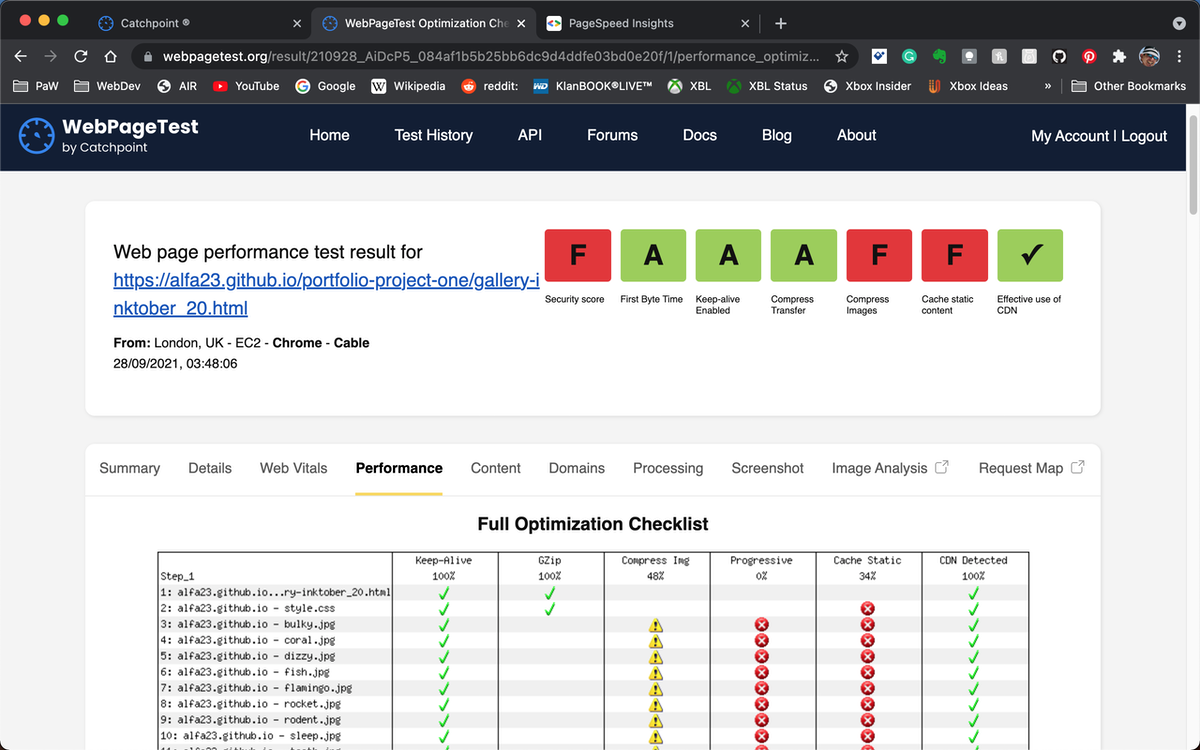 Catchpoint ®
WebPageTest Optimization Che
PageSpeed Insights
webpagetest.org/result/210928_AiDcP5_084af1b5b25bb6dc9d4ddfe03bd0e20f/1/performance_optimiz...
PaW WebDev AIR YouTube Google Wikipedia reddit: KlanBOOK®LIVE™ XBL XBL Status Xbox Insider Xbox Ideas » Other Bookmarks
WebPageTest
by Catchpoint
Home Test History API Forums Docs Blog About My Account | Logout
Web page performance test result for
https://alfa23.github.io/portfolio-project-one/gallery-i
nktober_20.html
From: London, UK - EC2 - Chrome - Cable
28/09/2021, 03:48:06
F A A A F F ✓
Security score First Byte Time Keep-alive Enabled Compress Transfer Compress Images Cache static content Effective use of CDN
Summary Details Web Vitals Performance Content Domains Processing Screenshot Image Analysis Request Map
Full Optimization Checklist
Keep-Alive GZip Compress Img Progressive Cache Static CDN Detected
Step_1 100% 100% 48% 0% 34% 100%
1: alfa23.github.io...ry-inktober_20.html
2: alfa23.github.io - style.css
3: alfa23.github.io - bulky.jpg
4: alfa23.github.io - coral.jpg
5: alfa23.github.io - dizzy.jpg
6: alfa23.github.io - fish.jpg
7: alfa23.github.io - flamingo.jpg
8: alfa23.github.io - rocket.jpg
9: alfa23.github.io - rodent.jpg
10: alfa23.github.io - sleep.jpg